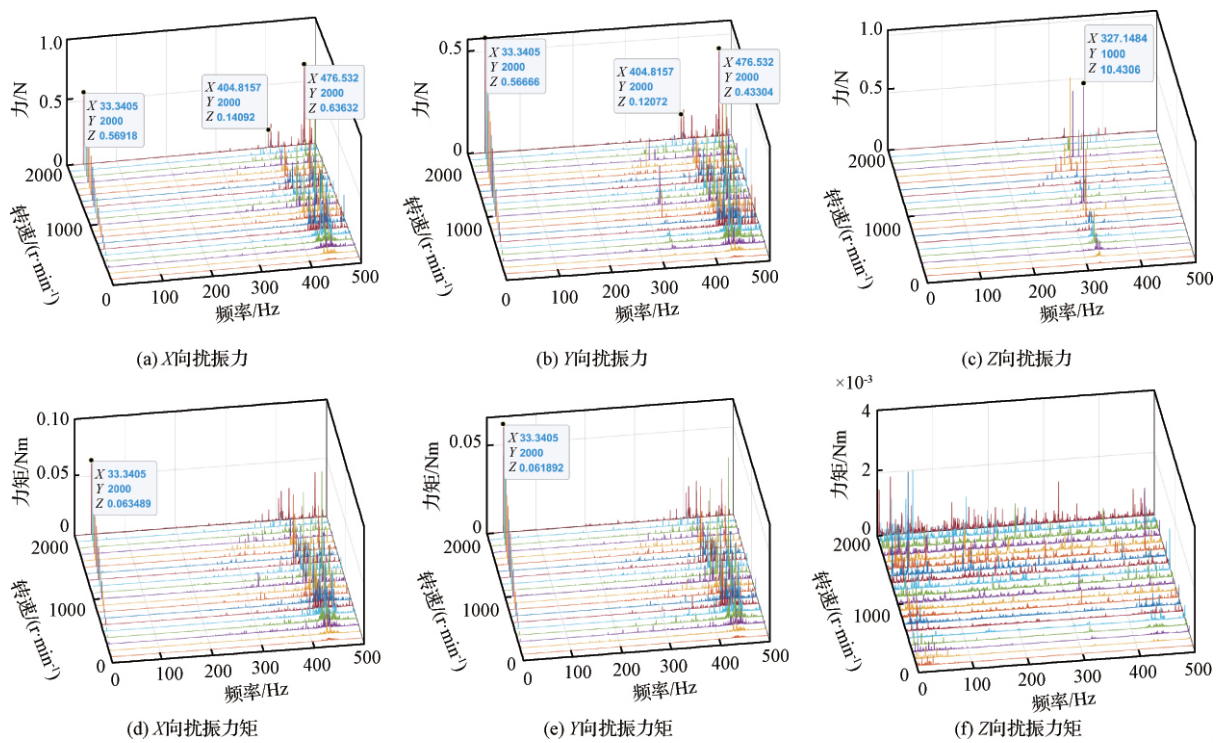 1.0
0.5
0
力/N
2000
1000
0
转速/(r·min⁻¹)
0
100
200
300
400
500
频率/Hz
X 33.3405
Y 2000
Z 0.56918
X 404.8157
Y 2000
Z 0.14092
X 476.532
Y 2000
Z 0.63632
(a) X向扰振力
0.5
0
力/N
2000
1000
0
转速/(r·min⁻¹)
100
200
300
400
500
频率/Hz
X 33.3405
Y 2000
Z 0.56666
X 404.8157
Y 2000
Z 0.12072
X 476.532
Y 2000
Z 0.43304
(b) Y向扰振力
1.0
0.5
0
力/N
2000
1000
0
转速/(r·min⁻¹)
0
100
200
300
400
500
频率/Hz
X 327.1484
Y 1000
Z 10.4306
(c) Z向扰振力
0.10
0.05
0
力矩/Nm
2000
1000
0
转速/(r·min⁻¹)
0
100
200
300
400
500
频率/Hz
X 33.3405
Y 2000
Z 0.063489
(d) X向扰振力矩
0.05
0
力矩/Nm
2000
1000
0
转速/(r·min⁻¹)
0
100
200
300
400
500
频率/Hz
X 33.3405
Y 2000
Z 0.061892
(e) Y向扰振力矩
×10⁻³
4
2
0
力矩/Nm
2000
1000
0
转速/(r·min⁻¹)
0
100
200
300
400
500
频率/Hz
(f) Z向扰振力矩